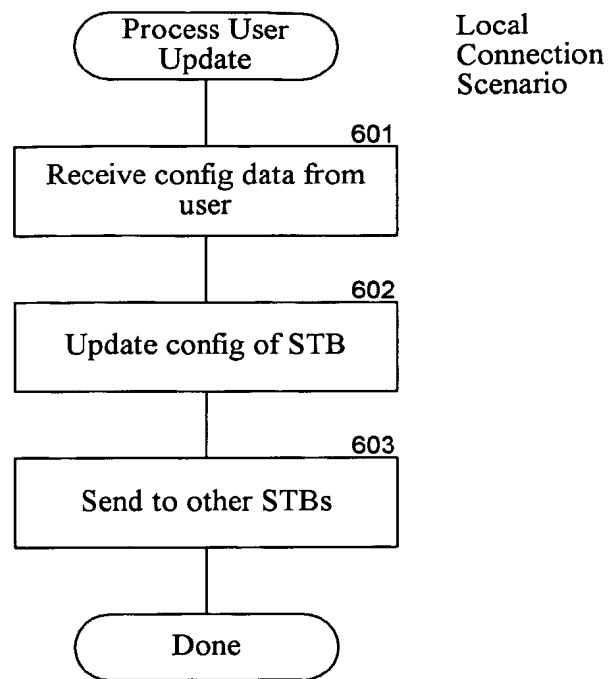 Process User
Update
Local
Connection
Scenario
601
Receive config data from
user
602
Update config of STB
603
Send to other STBs
Done